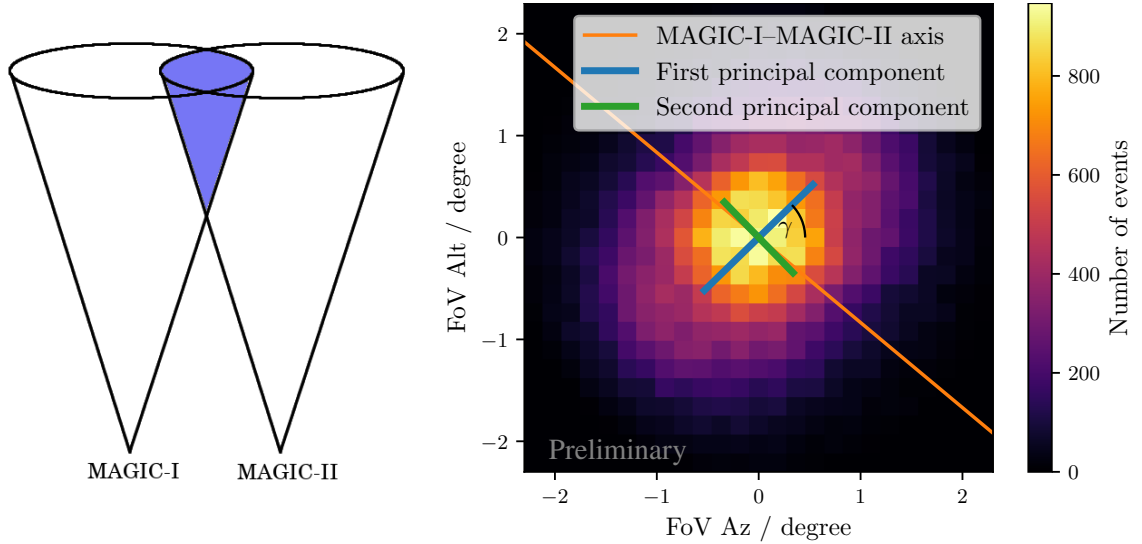 MAGIC-I
MAGIC-II
MAGIC-I–MAGIC-II axis
First principal component
Second principal component
γ
Preliminary
2
1
0
−1
−2
FoV Alt / degree
−2
−1
0
1
2
FoV Az / degree
800
600
400
200
0
Number of events